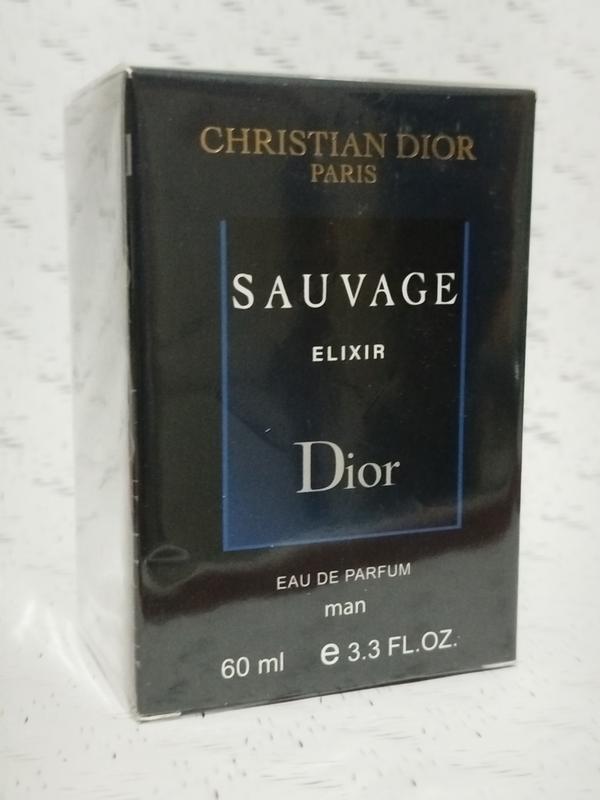 CHRISTIAN DIOR
PARIS
SAUVAGE
ELIXIR
Dior
EAU DE PARFUM
man
60 ml e 3.3 FL.OZ.